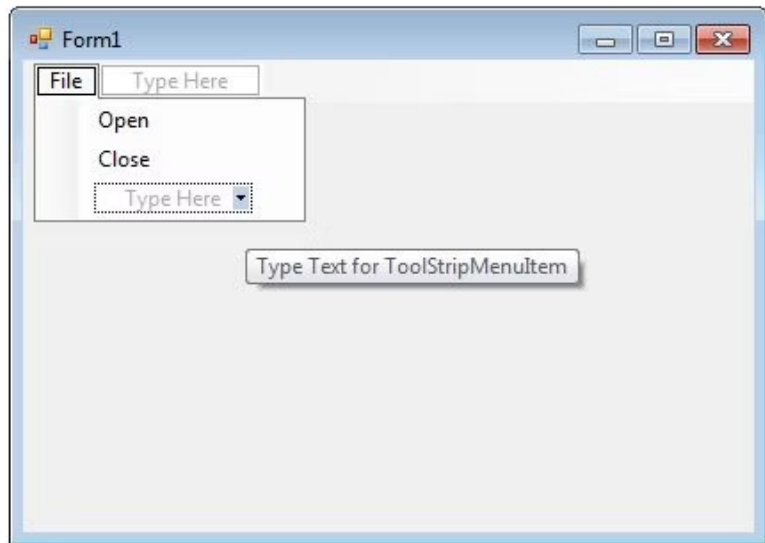 Form1
File Type Here
Open
Close
Type Here
Type Text for ToolStripMenuItem